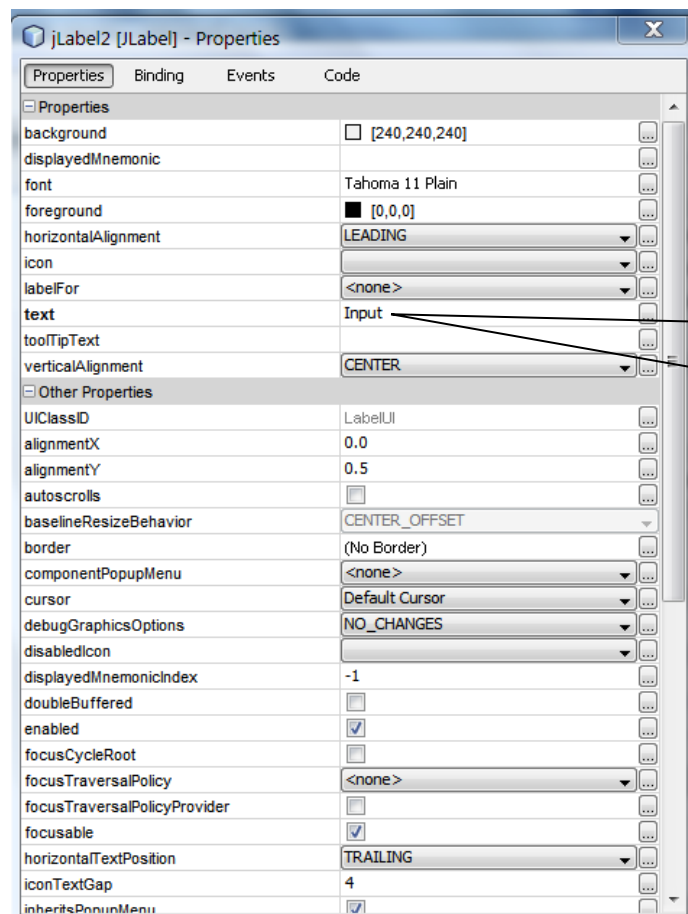 jLabel2 [JLabel] - Properties
X
Properties Binding Events Code
Properties
background [240,240,240] ...
displayedMnemonic ...
font Tahoma 11 Plain ...
foreground [0,0,0] ...
horizontalAlignment LEADING ...
icon ...
labelFor <none> ...
text Input ...
toolTipText ...
verticalAlignment CENTER ...
Other Properties
UIClassID LabelUI ...
alignmentX 0.0 ...
alignmentY 0.5 ...
autoscrolls ...
baselineResizeBehavior CENTER_OFFSET
border (No Border) ...
componentPopupMenu <none> ...
cursor Default Cursor ...
debugGraphicsOptions NO_CHANGES ...
disabledIcon ...
displayedMnemonicIndex -1 ...
doubleBuffered ...
enabled ...
focusCycleRoot ...
focusTraversalPolicy <none> ...
focusTraversalPolicyProvider ...
focusable ...
horizontalTextPosition TRAILING ...
iconTextGap 4 ...
inheritsPopupMenu ...